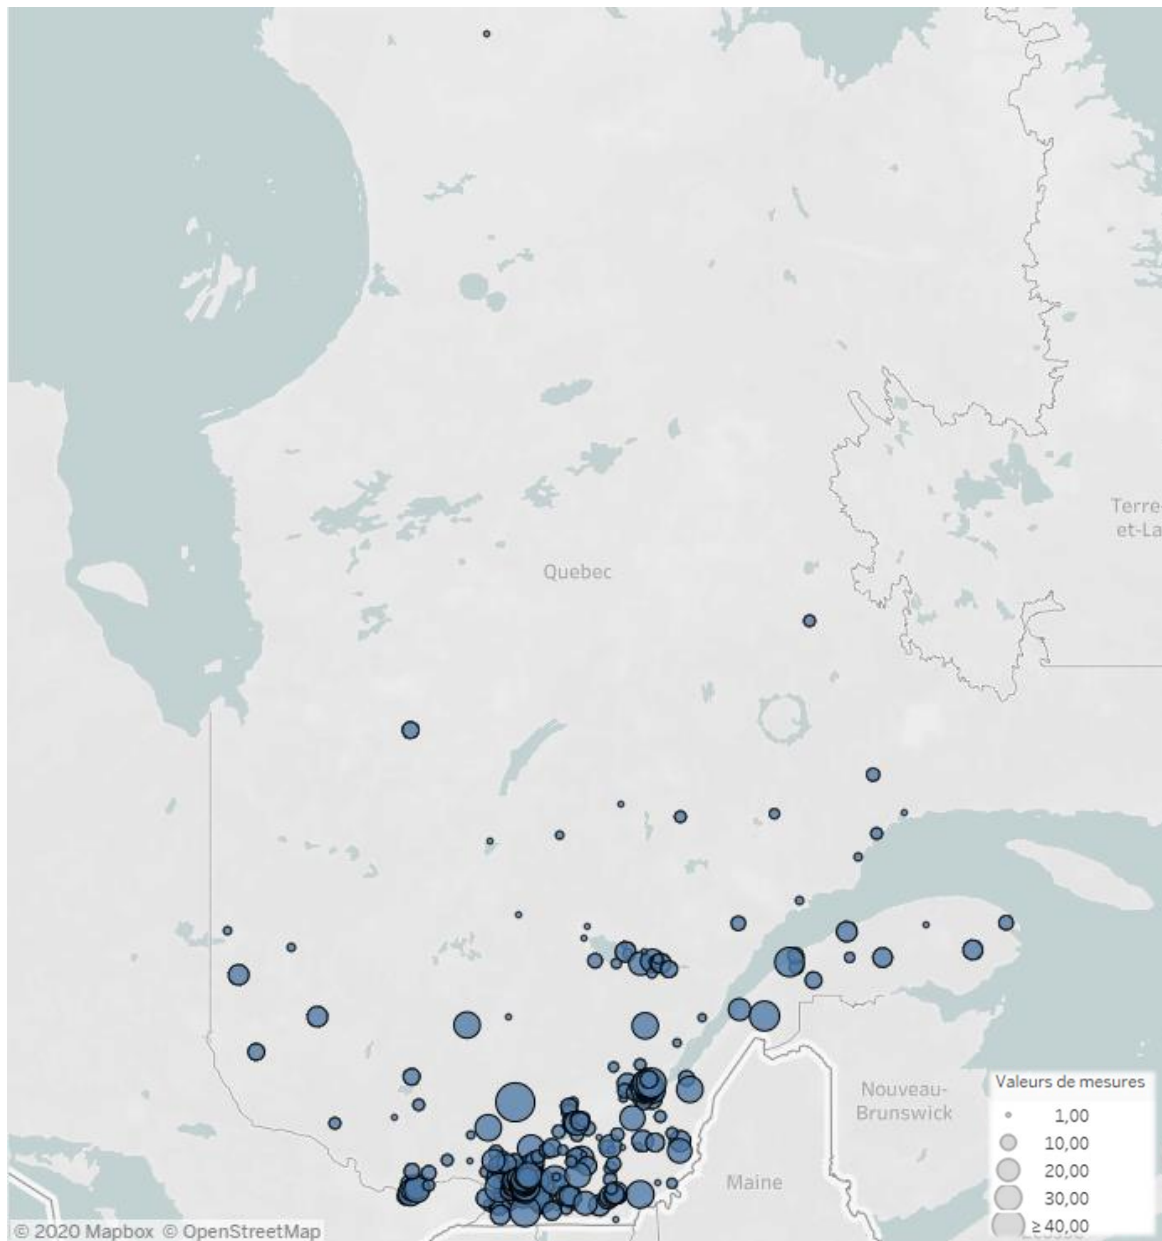 Terre
et-La
Quebec
Valeurs de mesures
1,00
10,00
20,00
30,00
≥ 40,00
Nouveau-
Brunswick
Maine
© 2020 Mapbox © OpenStreetMap